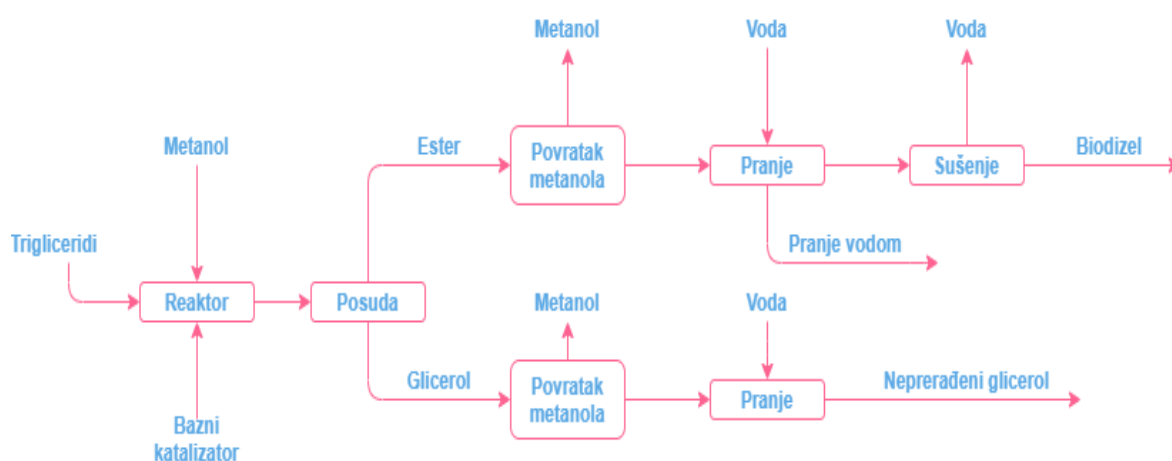 Metanol
Voda
Voda
Metanol
Ester
Povratak
metanola
Pranje
Sušenje
Biodizel
Trigliceridi
Pranje vodom
Reaktor
Posuda
Metanol
Voda
Glicerol
Povratak
metanola
Pranje
Neprerađeni glicerol
Bazni
katalizator